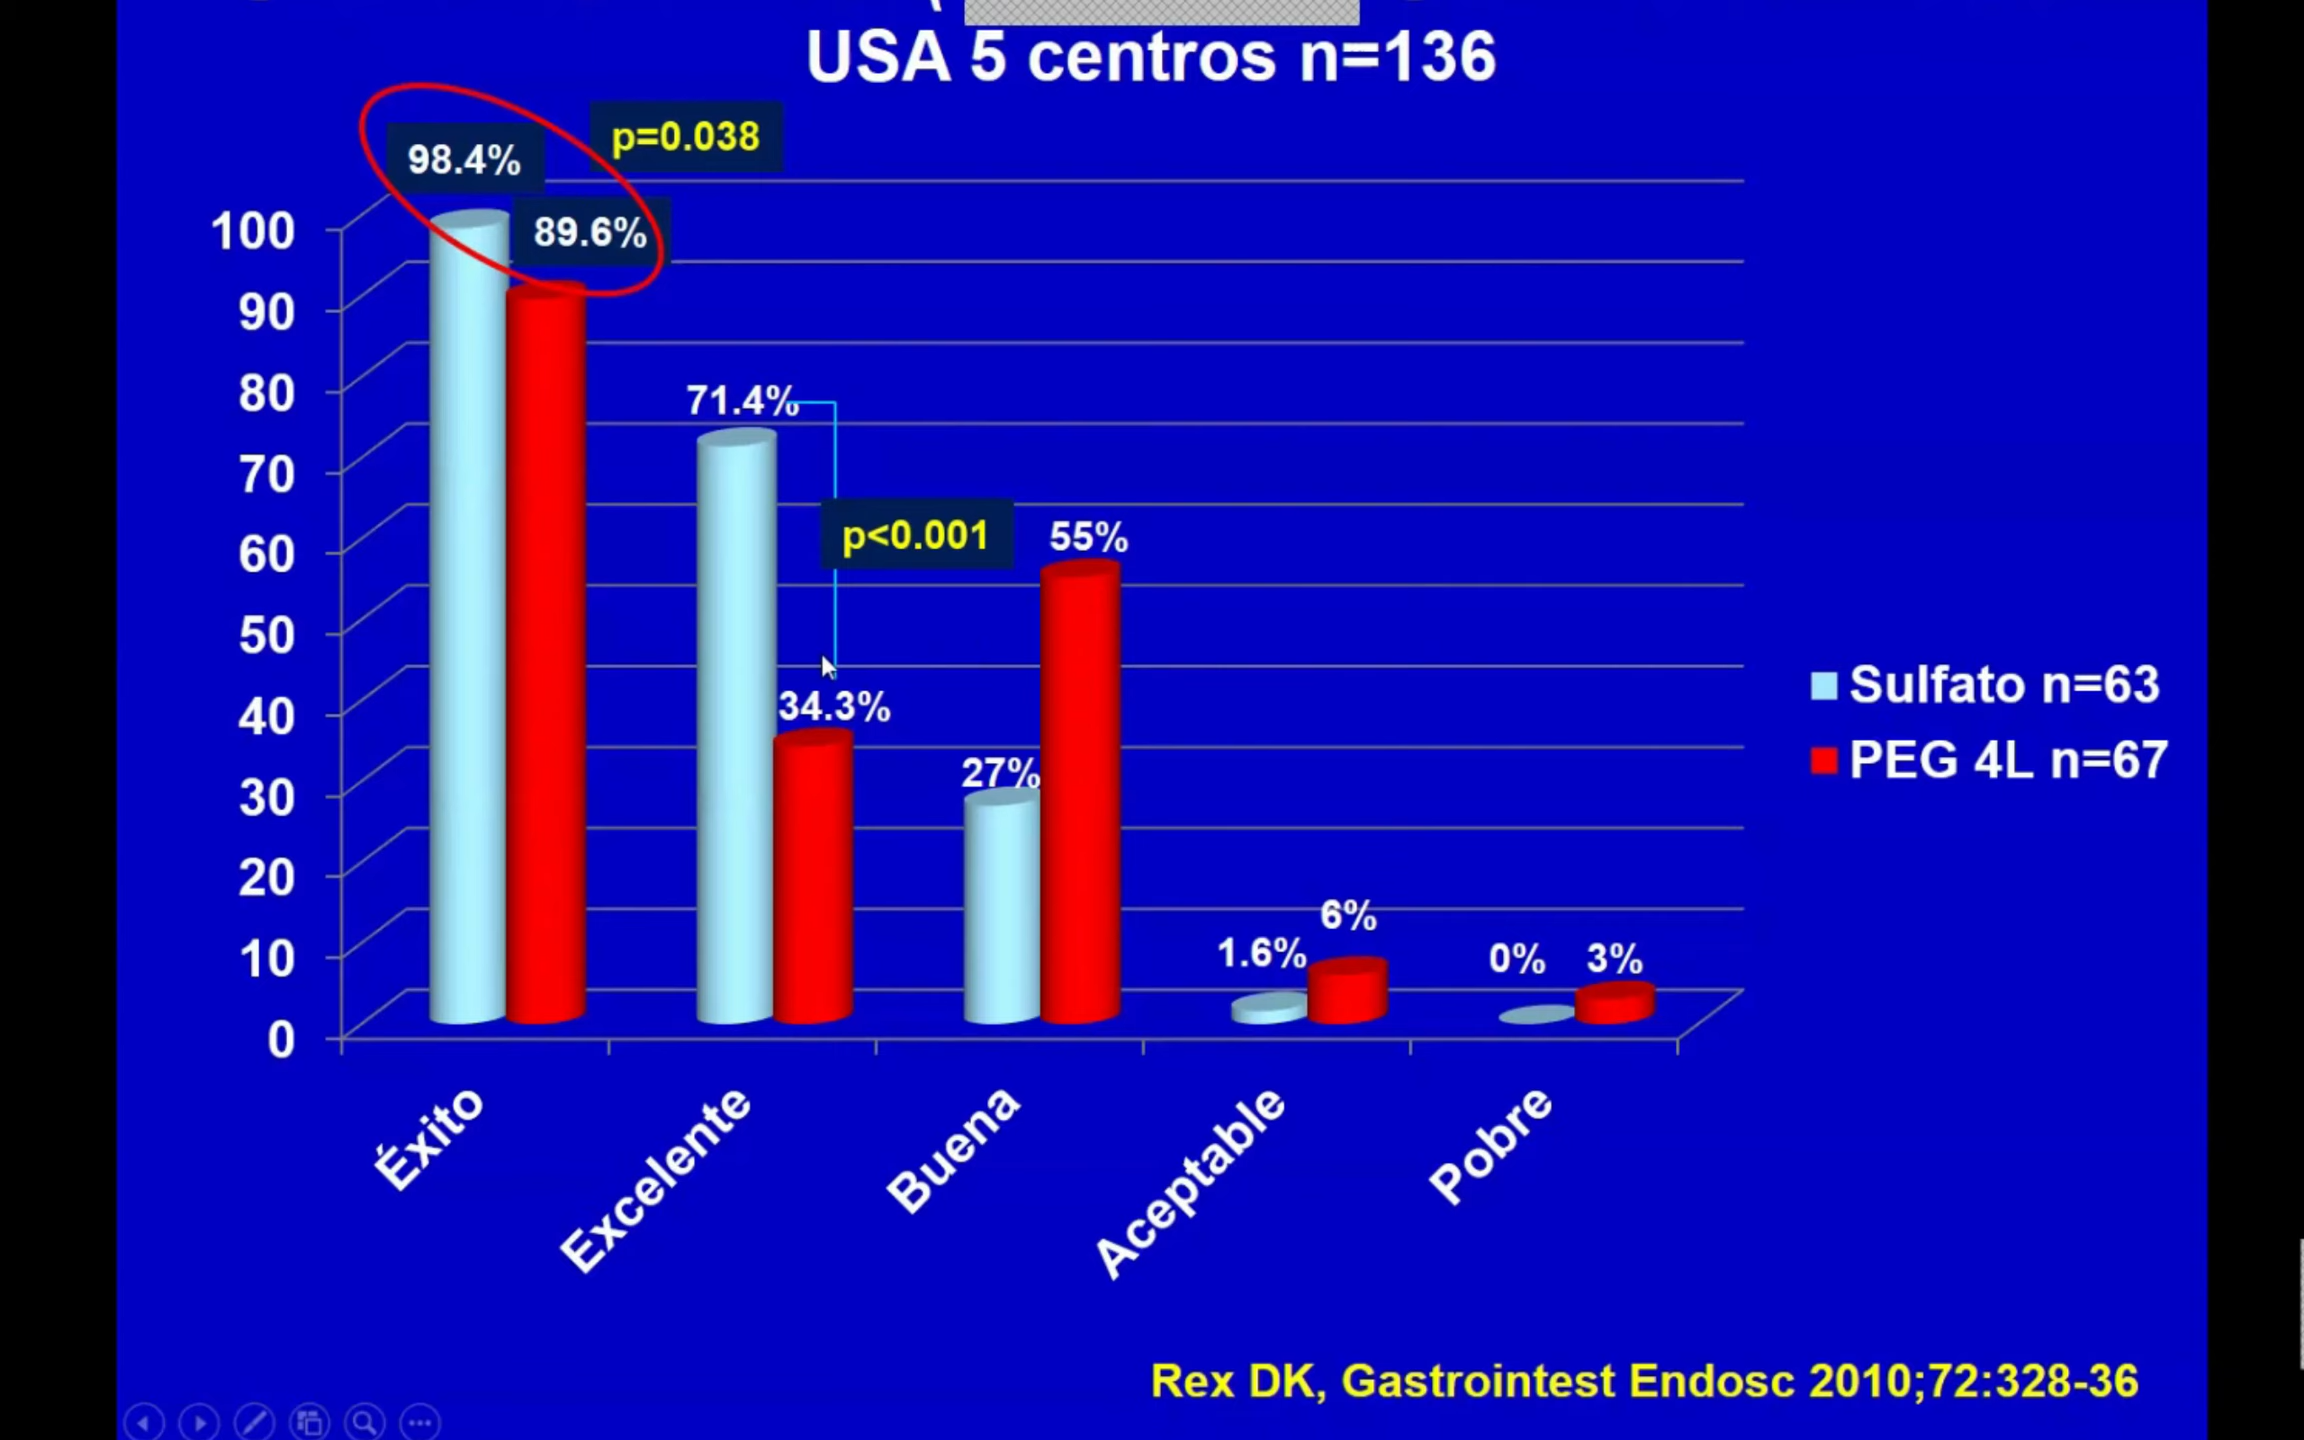 USA 5 centros n=136
98.4%
p=0.038
89.6%
100
90
80
70
60
50
40
30
20
10
0
71.4%
p<0.001
55%
34.3%
27%
6%
1.6%
0%
3%
Sulfato n=63
PEG 4L n=67
Éxito
Excelente
Buena
Aceptable
Pobre
Rex DK, Gastrointest Endosc 2010;72:328-36